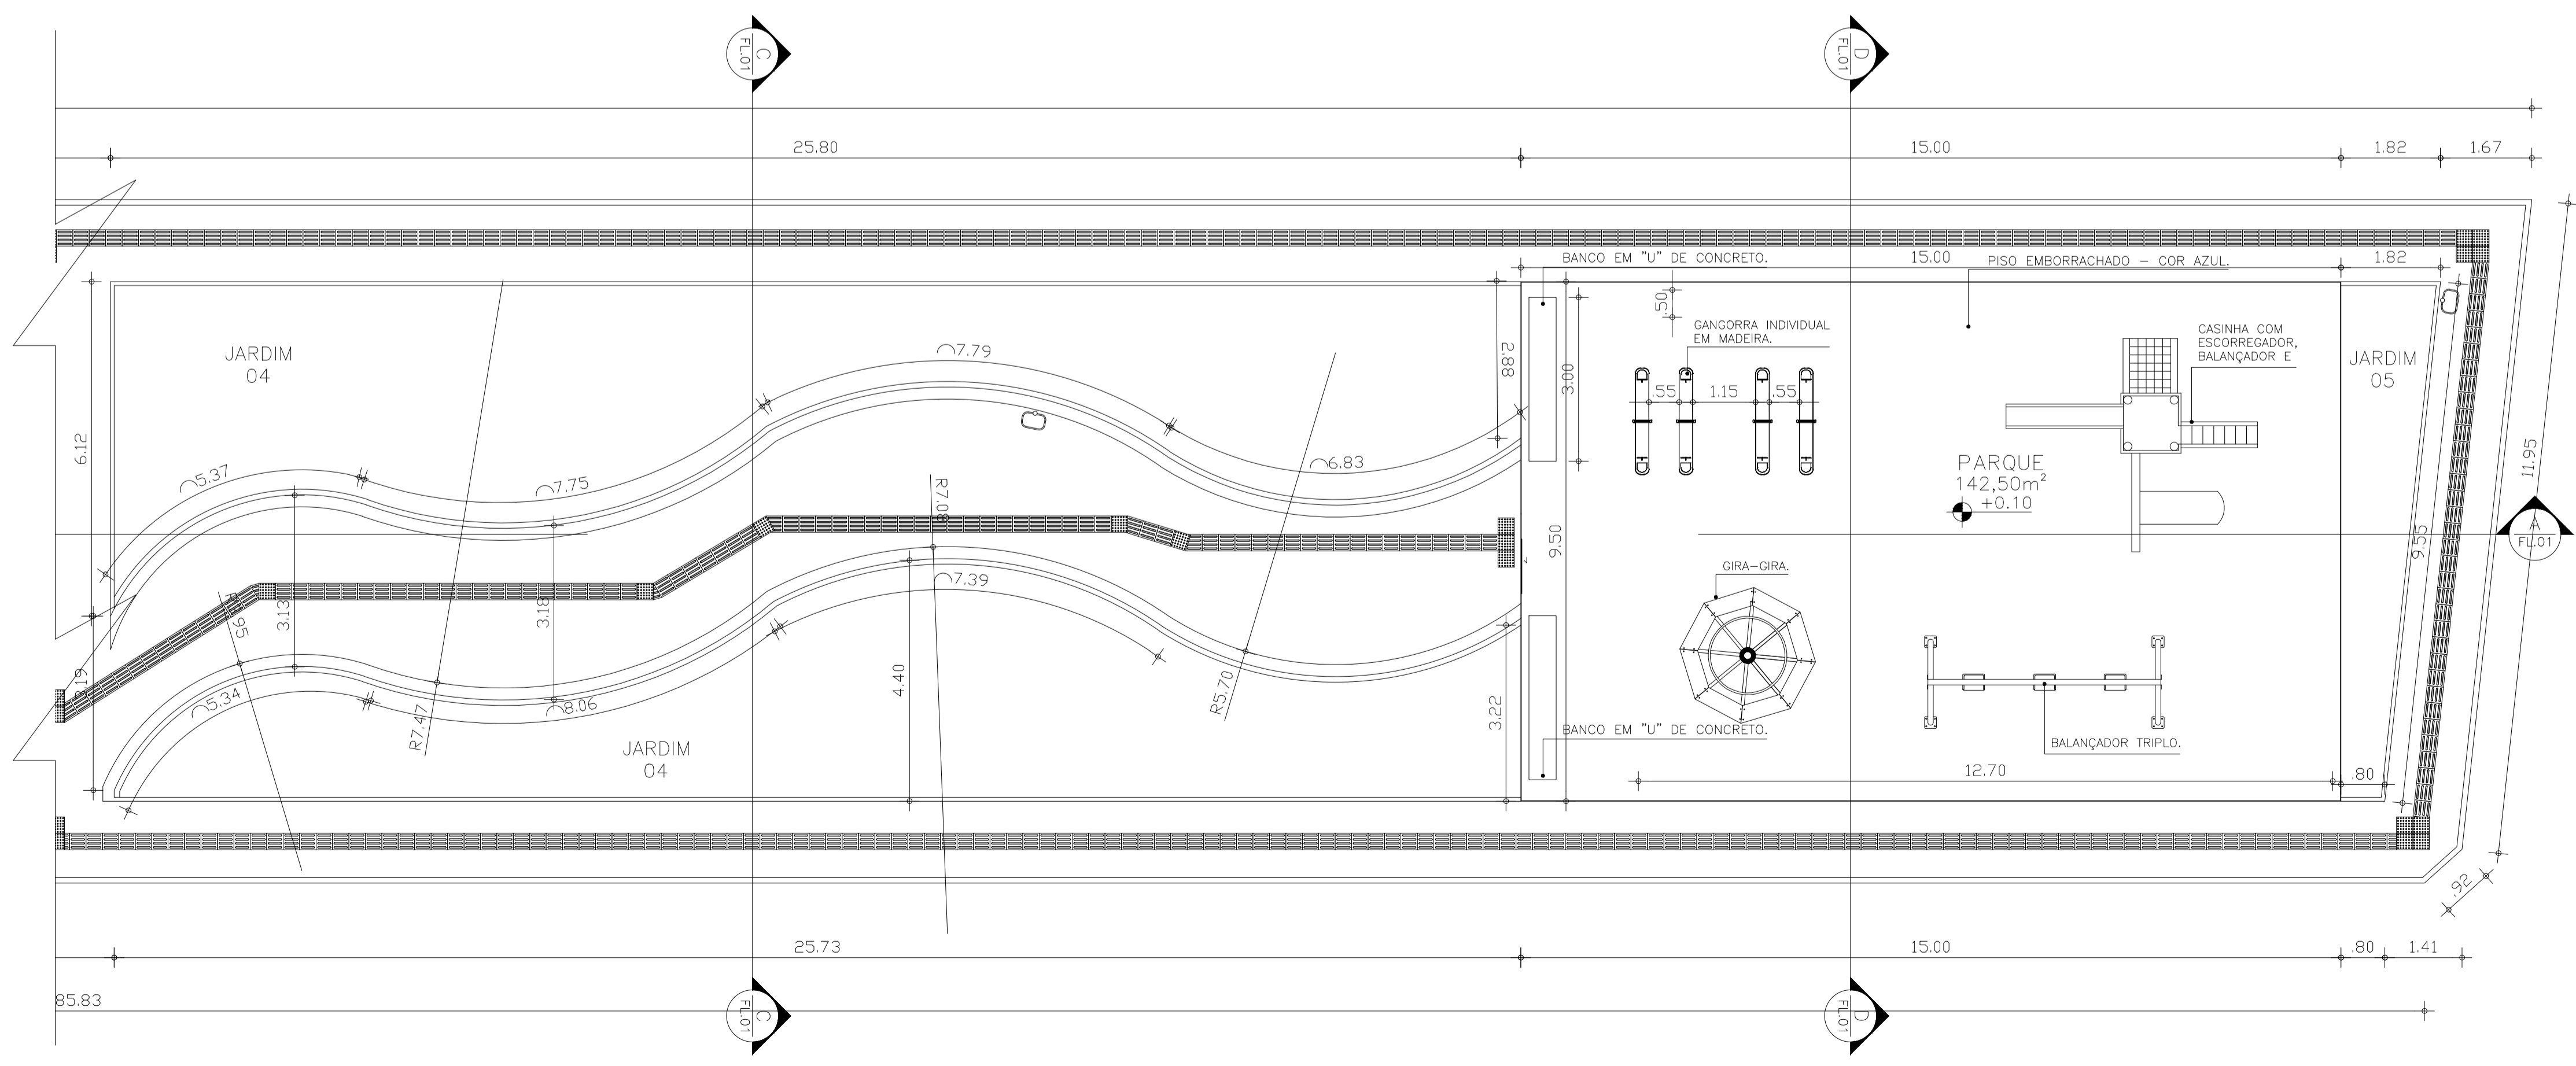 C
FL.01
D
FL.01
25.80
15.00
1.82
1.67
BANCO EM "U" DE CONCRETO.
15.00
PISO EMBORRACHADO - COR AZUL.
1.82
.50
GANGORRA INDIVIDUAL
EM MADEIRA.
CASINHA COM
ESCORREGADOR,
BALANÇADOR E
JARDIM
04
7.79
2.88
3.00
JARDIM
05
.55
1.15
.55
6.12
5.37
7.75
6.83
11.95
PARQUE
142,50m²
+0.10
R7.08
9.50
9.55
A
FL.01
7.39
GIRA-GIRA.
3.13
3.18
95
19
4.40
R5.70
5.34
8.06
R7.47
3.22
BANCO EM "U" DE CONCRETO.
BALANÇADOR TRIPLO.
JARDIM
04
12.70
.80
.92
25.73
15.00
.80
1.41
85.83
C
FL.01
D
FL.01